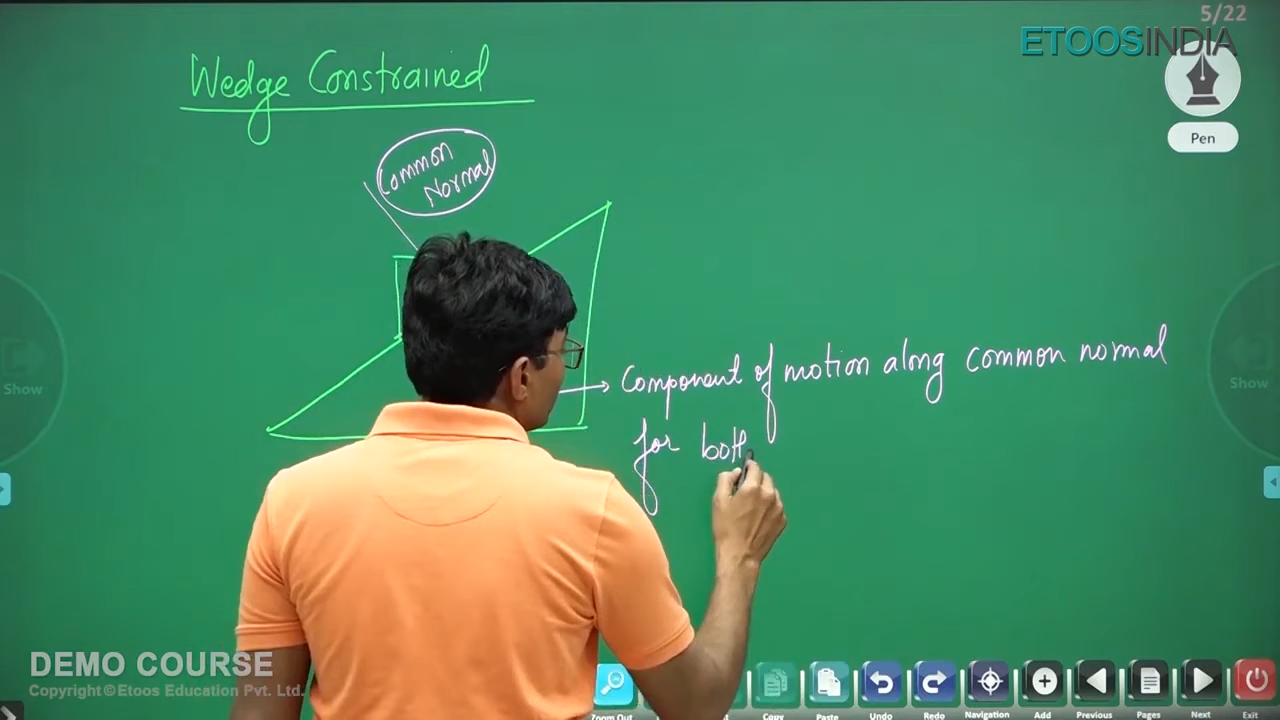 5/22
ETOOSINDIA
Pen
Wedge Constrained
Common
Normal
Component of motion along common normal
for both
Show
Show
DEMO COURSE
Copyright © Etoos Education Pvt. Ltd.
Zoom Out
Copy
Paste
Undo
Redo
Navigation
Add
Previous
Pages
Next
Exit